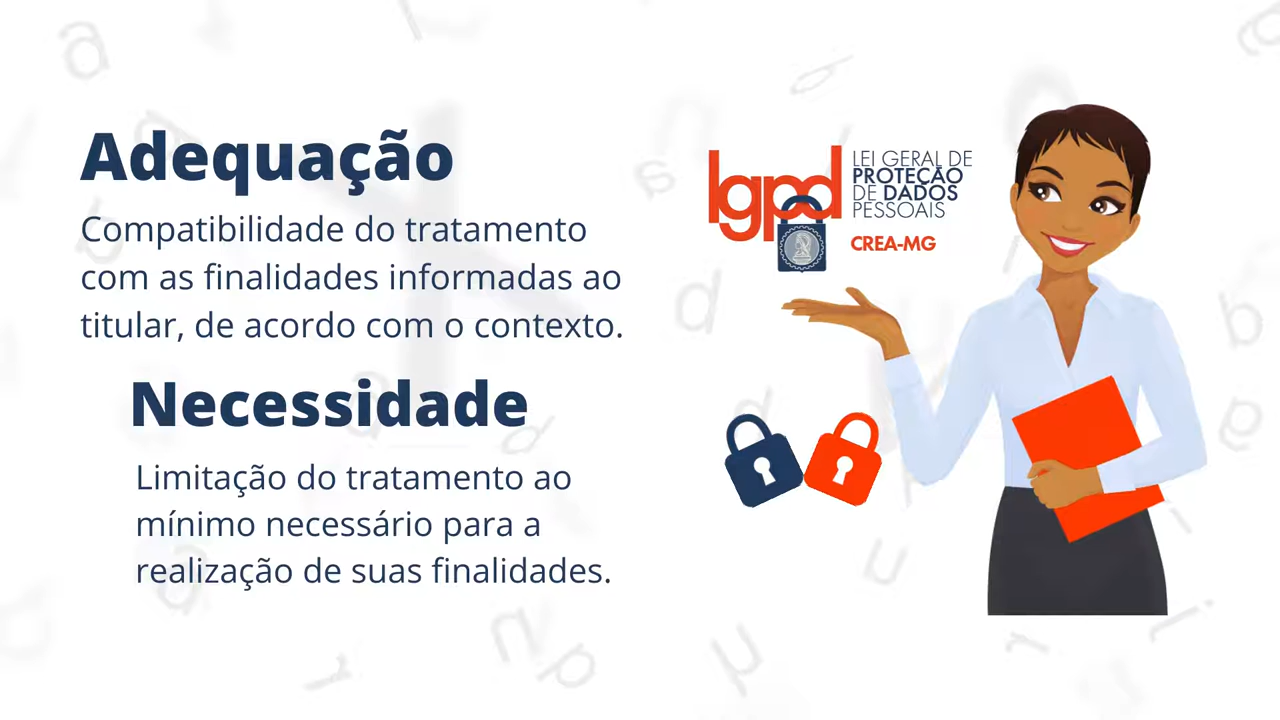 Adequação
Compatibilidade do tratamento
com as finalidades informadas ao
titular, de acordo com o contexto.
Necessidade
Limitação do tratamento ao
mínimo necessário para a
realização de suas finalidades.
lgpd
LEI GERAL DE
PROTEÇÃO
DE DADOS
PESSOAIS
CREA-MG